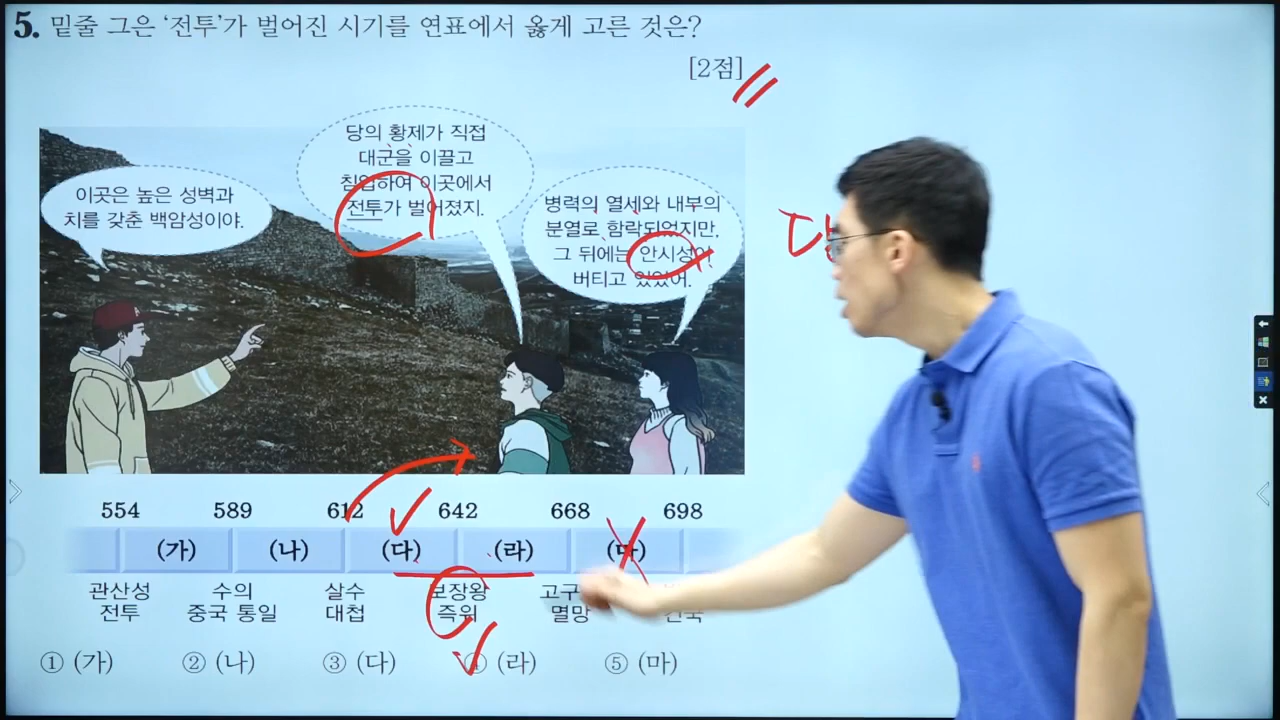 5. 밑줄 그은 '전투'가 벌어진 시기를 연표에서 옳게 고른 것은?
[2점]
이곳은 높은 성벽과
치를 갖춘 백암성이야.
당의 황제가 직접
대군을 이끌고
침입하여 이곳에서
전투가 벌어졌지.
병력의 열세와 내부의
분열로 함락되었지만,
그 뒤에는 안시성이
버티고 있었어.
554 589 612 642 668 698
(가) (나) (다) (라) (마)
관산성 수의 살수 보장왕
전투 중국 통일 대첩 즉위 멸망 건국
① (가) ② (나) ③ (다) ④ (라) ⑤ (마)